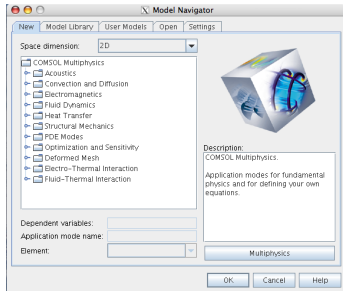 Model Navigator
New
Model Library
User Models
Open
Settings
Space dimension:
2D
COMSOL Multiphysics
Acoustics
Convection and Diffusion
Electromagnetics
Fluid Dynamics
Heat Transfer
Structural Mechanics
PDE Modes
Optimization and Sensitivity
Deformed Mesh
Electro-Thermal Interaction
Fluid-Thermal Interaction
Description:
COMSOL Multiphysics.
Application modes for fundamental
physics and for defining your own
equations.
Dependent variables:
Application mode name:
Element:
Multiphysics
OK
Cancel
Help